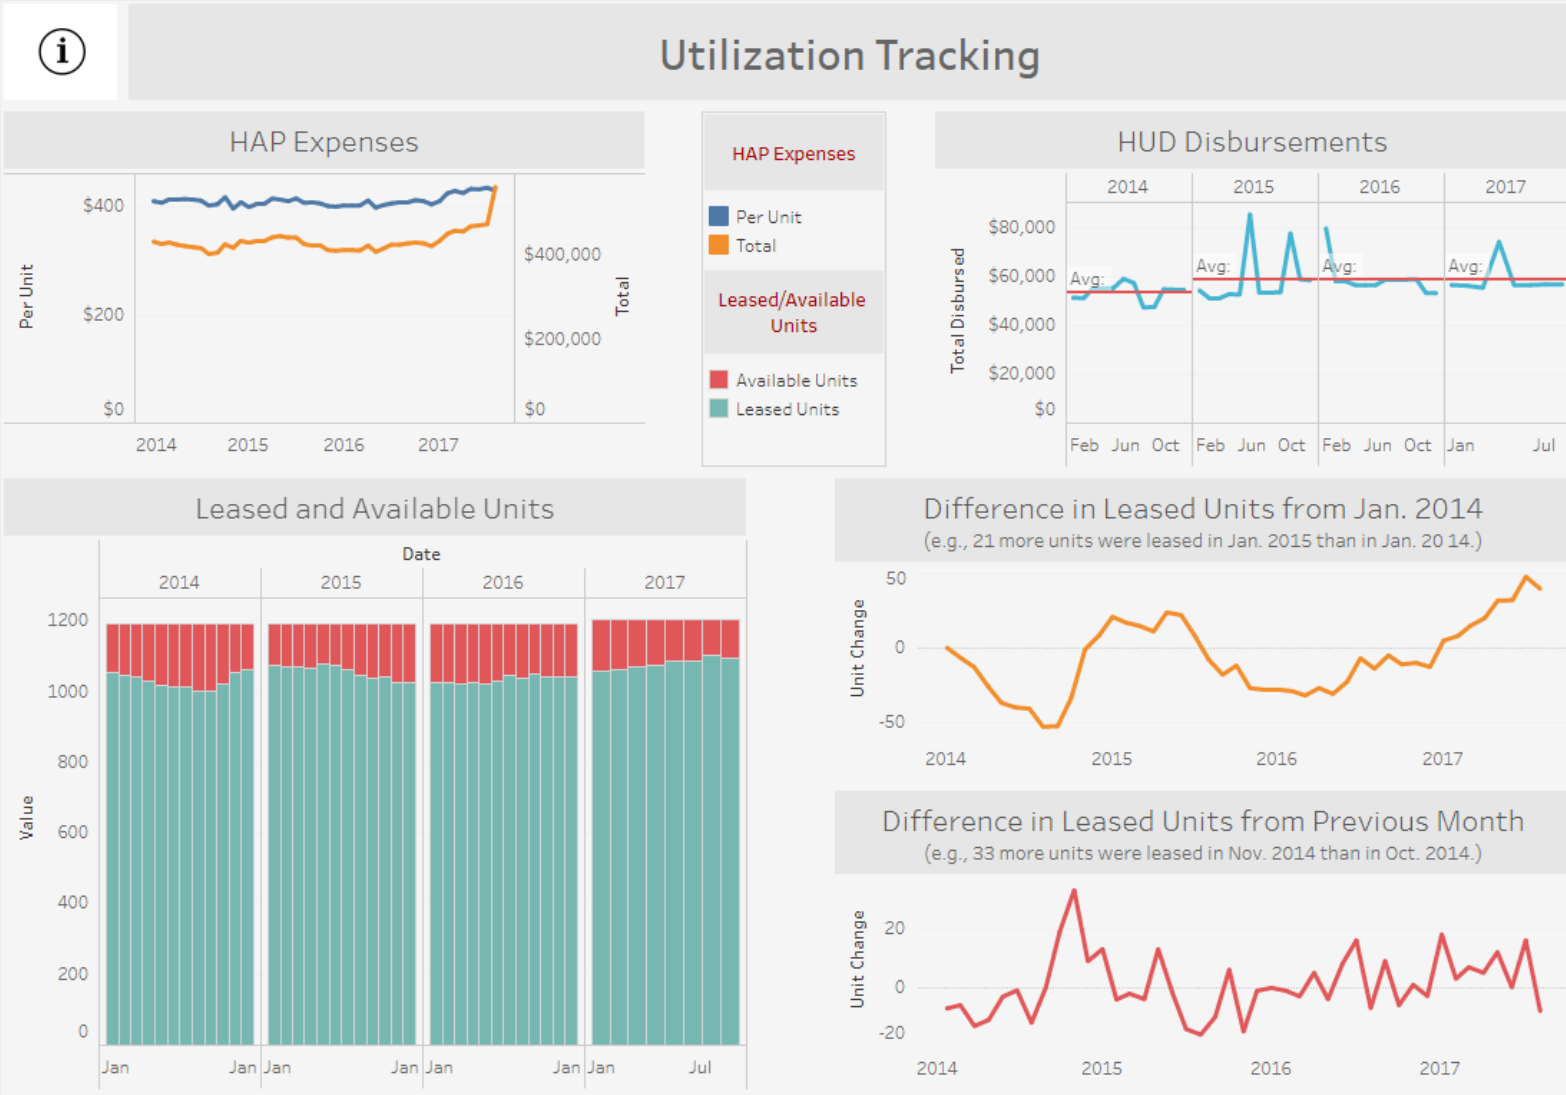 i
Utilization Tracking
HAP Expenses
$400
$200
$0
Per Unit
$400,000
$200,000
$0
Total
2014 2015 2016 2017
HAP Expenses
Per Unit
Total
Leased/Available
Units
Available Units
Leased Units
HUD Disbursements
2014 2015 2016 2017
$80,000
$60,000
$40,000
$20,000
$0
Total Disbursed
Avg: Avg: Avg: Avg:
Feb Jun Oct Feb Jun Oct Feb Jun Oct Jan Jul
Leased and Available Units
Date
2014 2015 2016 2017
1200
1000
800
600
400
200
0
Value
Jan Jan Jan Jan Jan Jan Jan Jul
Difference in Leased Units from Jan. 2014
(e.g., 21 more units were leased in Jan. 2015 than in Jan. 20 14.)
50
0
-50
Unit Change
2014 2015 2016 2017
Difference in Leased Units from Previous Month
(e.g., 33 more units were leased in Nov. 2014 than in Oct. 2014.)
20
0
-20
Unit Change
2014 2015 2016 2017